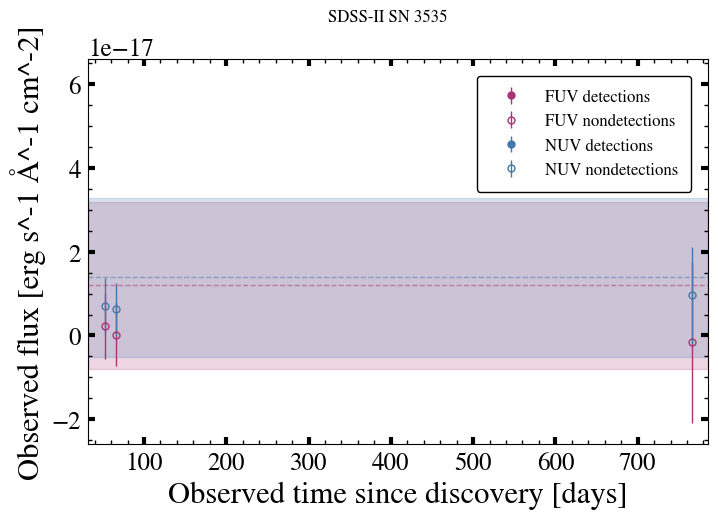 SDSS-II SN 3535
1e−17
Observed flux [erg s^-1 Å^-1 cm^-2]
6
4
2
0
−2
FUV detections
FUV nondetections
NUV detections
NUV nondetections
100 200 300 400 500 600 700
Observed time since discovery [days]